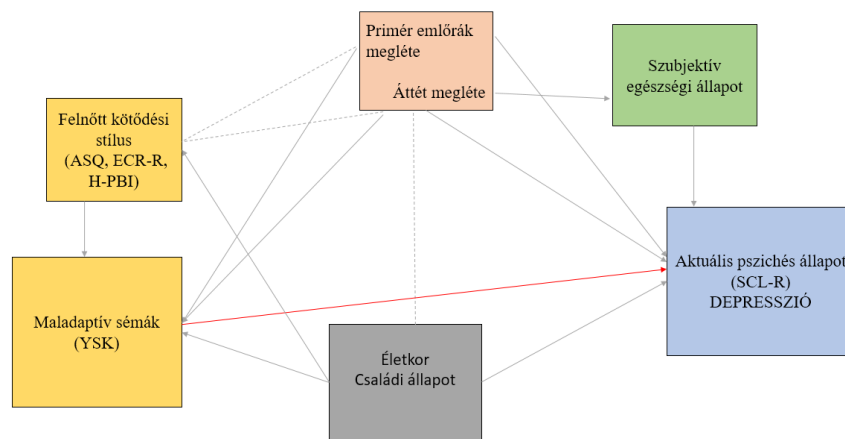 Primér emlőrák
megléte
Áttét megléte
Szubjektív
egészségi állapot
Felnőtt kötődési
stílus
(ASQ, ECR-R,
H-PBI)
Aktuális pszichés állapot
(SCL-R)
DEPRESSZIÓ
Maladaptív sémák
(YSK)
Életkor
Családi állapot